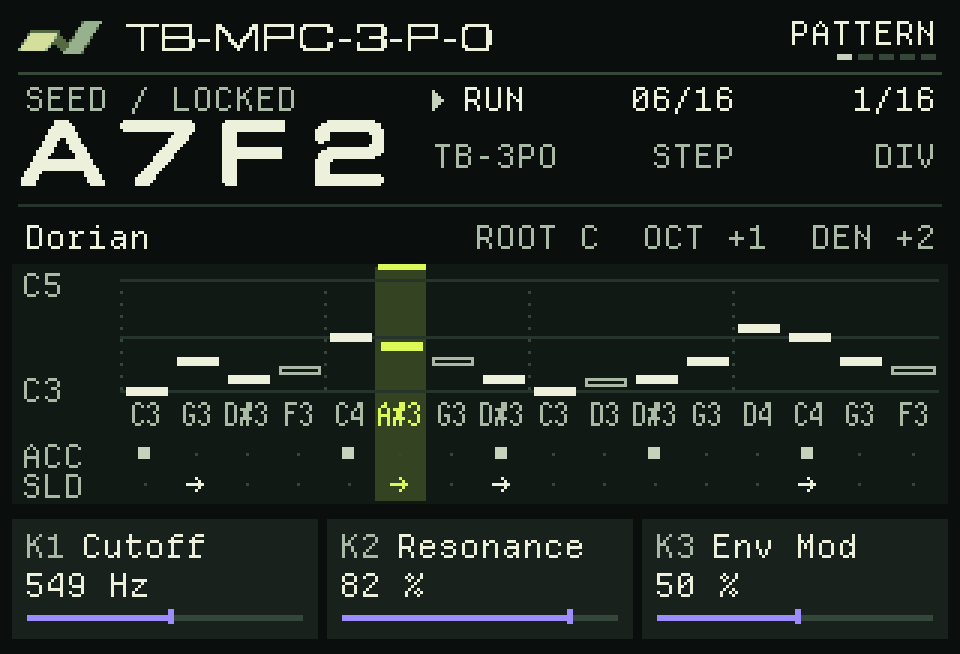 TB-MPC-3-P-O PATTERN
SEED / LOCKED RUN 06/16 1/16
A7F2 TB-3PO STEP DIV
Dorian ROOT C OCT +1 DEN +2
C5
C3
C3 G3 D#3 F3 C4 A#3 G3 D#3 C3 D3 D#3 G3 D4 C4 G3 F3
ACC
SLD
K1 Cutoff K2 Resonance K3 Env Mod
549 Hz 82 % 50 %